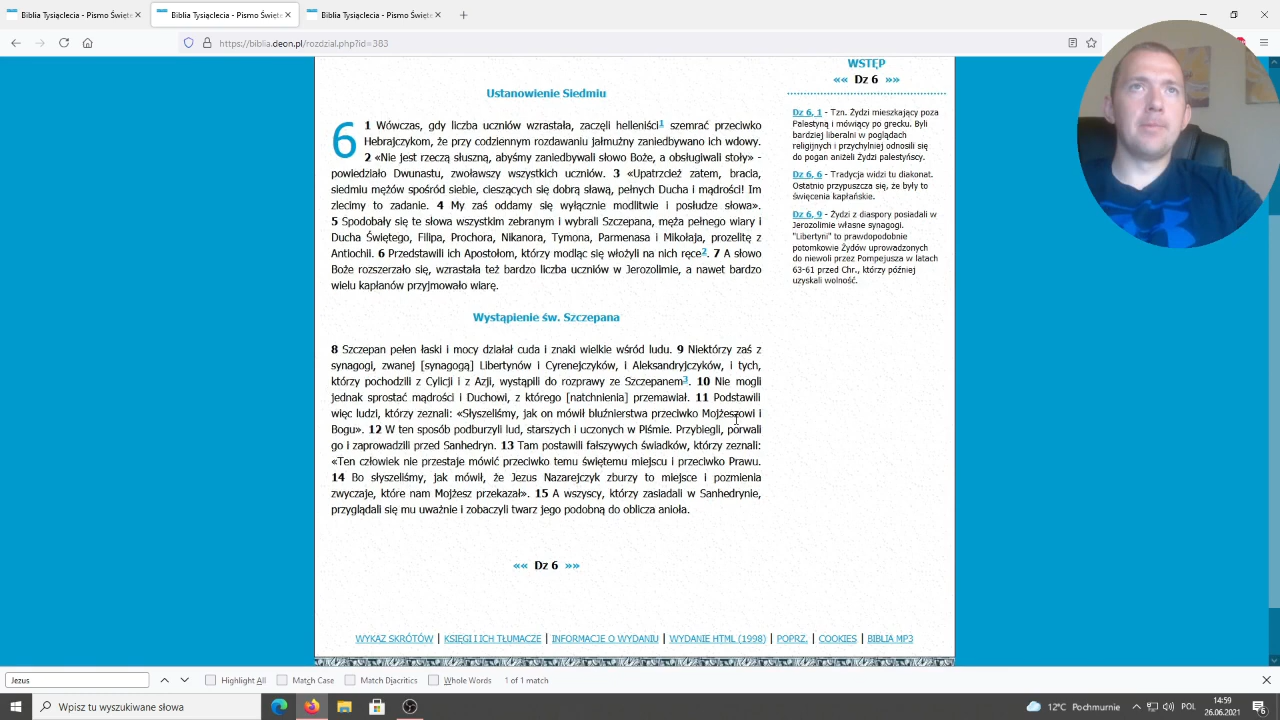 Biblia Tysiąclecia - Pismo Święte
Biblia Tysiąclecia - Pismo Święte
Biblia Tysiąclecia - Pismo Święte
https://biblia.deon.pl/rozdzial.php?id=383
Ustanowienie Siedmiu
6 1 Wówczas, gdy liczba uczniów wzrastała, zaczęli helleniści1 szemrać przeciwko
Hebrajczykom, że przy codziennym rozdawaniu jałmużny zaniedbywano ich wdowy.
2 «Nie jest rzeczą słuszną, abyśmy zaniedbywali słowo Boże, a obsługiwali stoły» -
powiedziało Dwunastu, zwoławszy wszystkich uczniów. 3 «Upatrzcież zatem, bracia,
siedmiu mężów spośród siebie, cieszących się dobrą sławą, pełnych Ducha i mądrości! Im
zlecimy to zadanie. 4 My zaś oddamy się wyłącznie modlitwie i posłudze słowa».
5 Spodobały się te słowa wszystkim zebranym i wybrali Szczepana, męża pełnego wiary i
Ducha Świętego, Filipa, Prochora, Nikanora, Tymona, Parmenasa i Mikołaja, prozelitę z
Antiochii. 6 Przedstawili ich Apostołom, którzy modląc się włożyli na nich ręce2. 7 A słowo
Boże rozszerzało się, wzrastała też bardzo liczba uczniów w Jerozolimie, a nawet bardzo
wielu kapłanów przyjmowało wiarę.
Wystąpienie św. Szczepana
8 Szczepan pełen łaski i mocy działał cuda i znaki wielkie wśród ludu. 9 Niektórzy zaś z
synagogi, zwanej [synagogą] Libertynów i Cyrenejczyków, i Aleksandryjczyków, i tych,
którzy pochodzili z Cylicji i z Azji, wystąpili do rozprawy ze Szczepanem3. 10 Nie mogli
jednak sprostać mądrości i Duchowi, z którego [natchnienia] przemawiał. 11 Podstawili
więc ludzi, którzy zeznali: «Słyszeliśmy, jak on mówił bluźnierstwa przeciwko Mojżeszowi i
Bogu». 12 W ten sposób podburzyli lud, starszych i uczonych w Piśmie. Przybiegli, porwali
go i zaprowadzili przed Sanhedryn. 13 Tam postawili fałszywych świadków, którzy zeznali:
«Ten człowiek nie przestaje mówić przeciwko temu świętemu miejscu i przeciwko Prawu.
14 Bo słyszeliśmy, jak mówił, że Jezus Nazarejczyk zburzy to miejsce i pozmienia
zwyczaje, które nam Mojżesz przekazał». 15 A wszyscy, którzy zasiadali w Sanhedrynie,
przyglądali się mu uważnie i zobaczyli twarz jego podobną do oblicza anioła.
«« Dz 6 »»
WSTĘP
«« Dz 6 »»
Dz 6, 1 - Tzn. Żydzi mieszkający poza
Palestyną i mówiący po grecku. Byli
bardziej liberalni w poglądach
religijnych i przychylniej odnosili się
do pogan aniżeli Żydzi palestyńscy.
Dz 6, 6 - Tradycja widzi tu diakonat.
Ostatnio przypuszcza się, że były to
święcenia kapłańskie.
Dz 6, 9 - Żydzi z diaspory posiadali w
Jerozolimie własne synagogi.
"Libertyni" to prawdopodobnie
potomkowie Żydów uprowadzonych
do niewoli przez Pompejusza w latach
63-61 przed Chr., którzy później
uzyskali wolność.
WYKAZ SKRÓTÓW | KSIĘGI I ICH TŁUMACZE | INFORMACJE O WYDANIU | WYDANIE HTML (1998) | POPRZ. | COOKIES | BIBLIA MP3
Jezus Highlight All Match Case Match Diacritics Whole Words 1 of 1 match
Wpisz tu wyszukiwane słowa 12°C Pochmurnie POL 14:59
26.06.2021 6